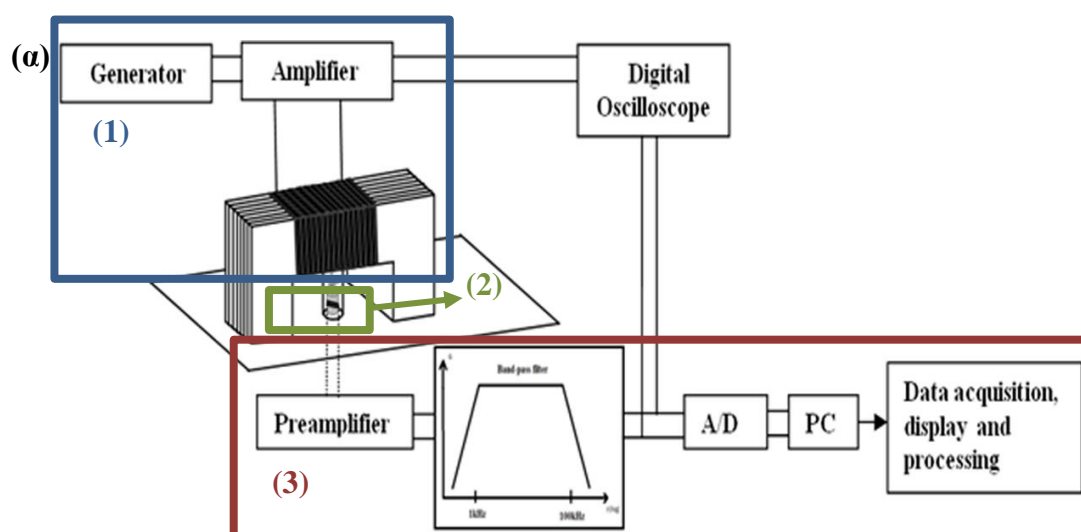 (α)
Generator
Amplifier
Digital
Oscilloscope
(1)
(2)
Preamplifier
Band-pass filter
1kHz
100kHz
A/D
PC
Data acquisition,
display and
processing
(3)